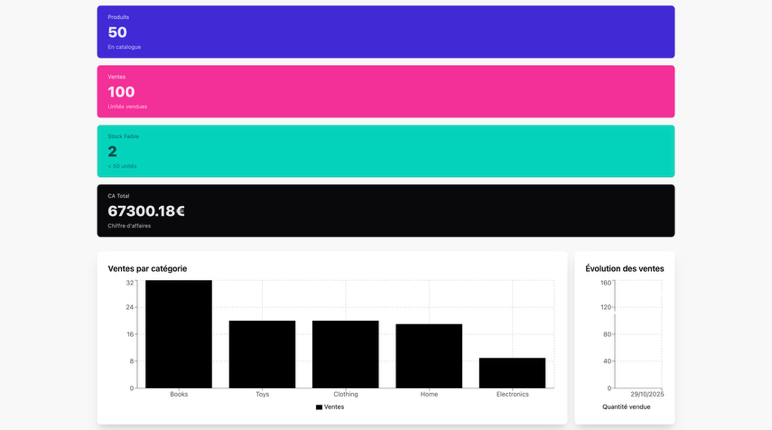 Produits
50
En catalogue
Ventes
100
Unités vendues
Stock Faible
2
< 50 unités
CA Total
67300.18€
Chiffre d'affaires
Ventes par catégorie
32
24
16
8
0
Books Toys Clothing Home Electronics
Ventes
Évolution des ventes
160
120
80
40
0
29/10/2025
Quantité vendue